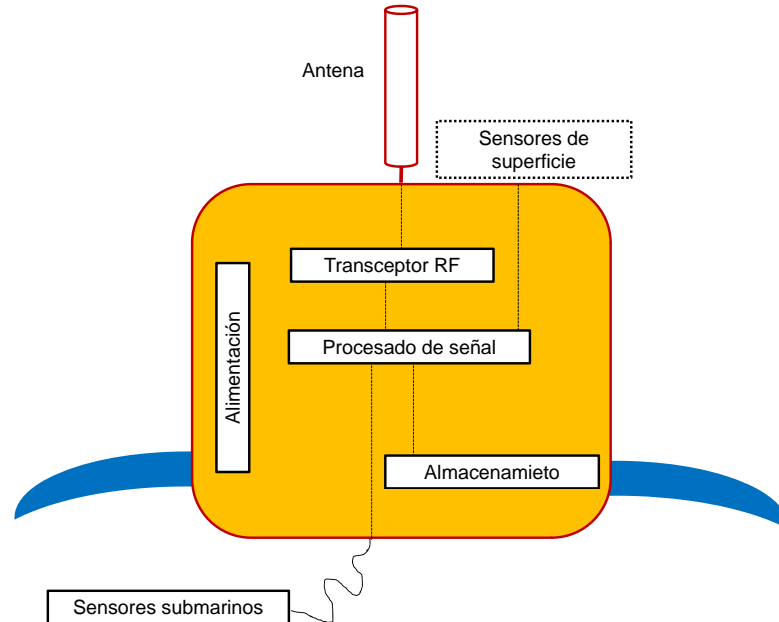 Antena
Sensores de
superficie
Transceptor RF
Alimentación
Procesado de señal
Almacenamieto
Sensores submarinos